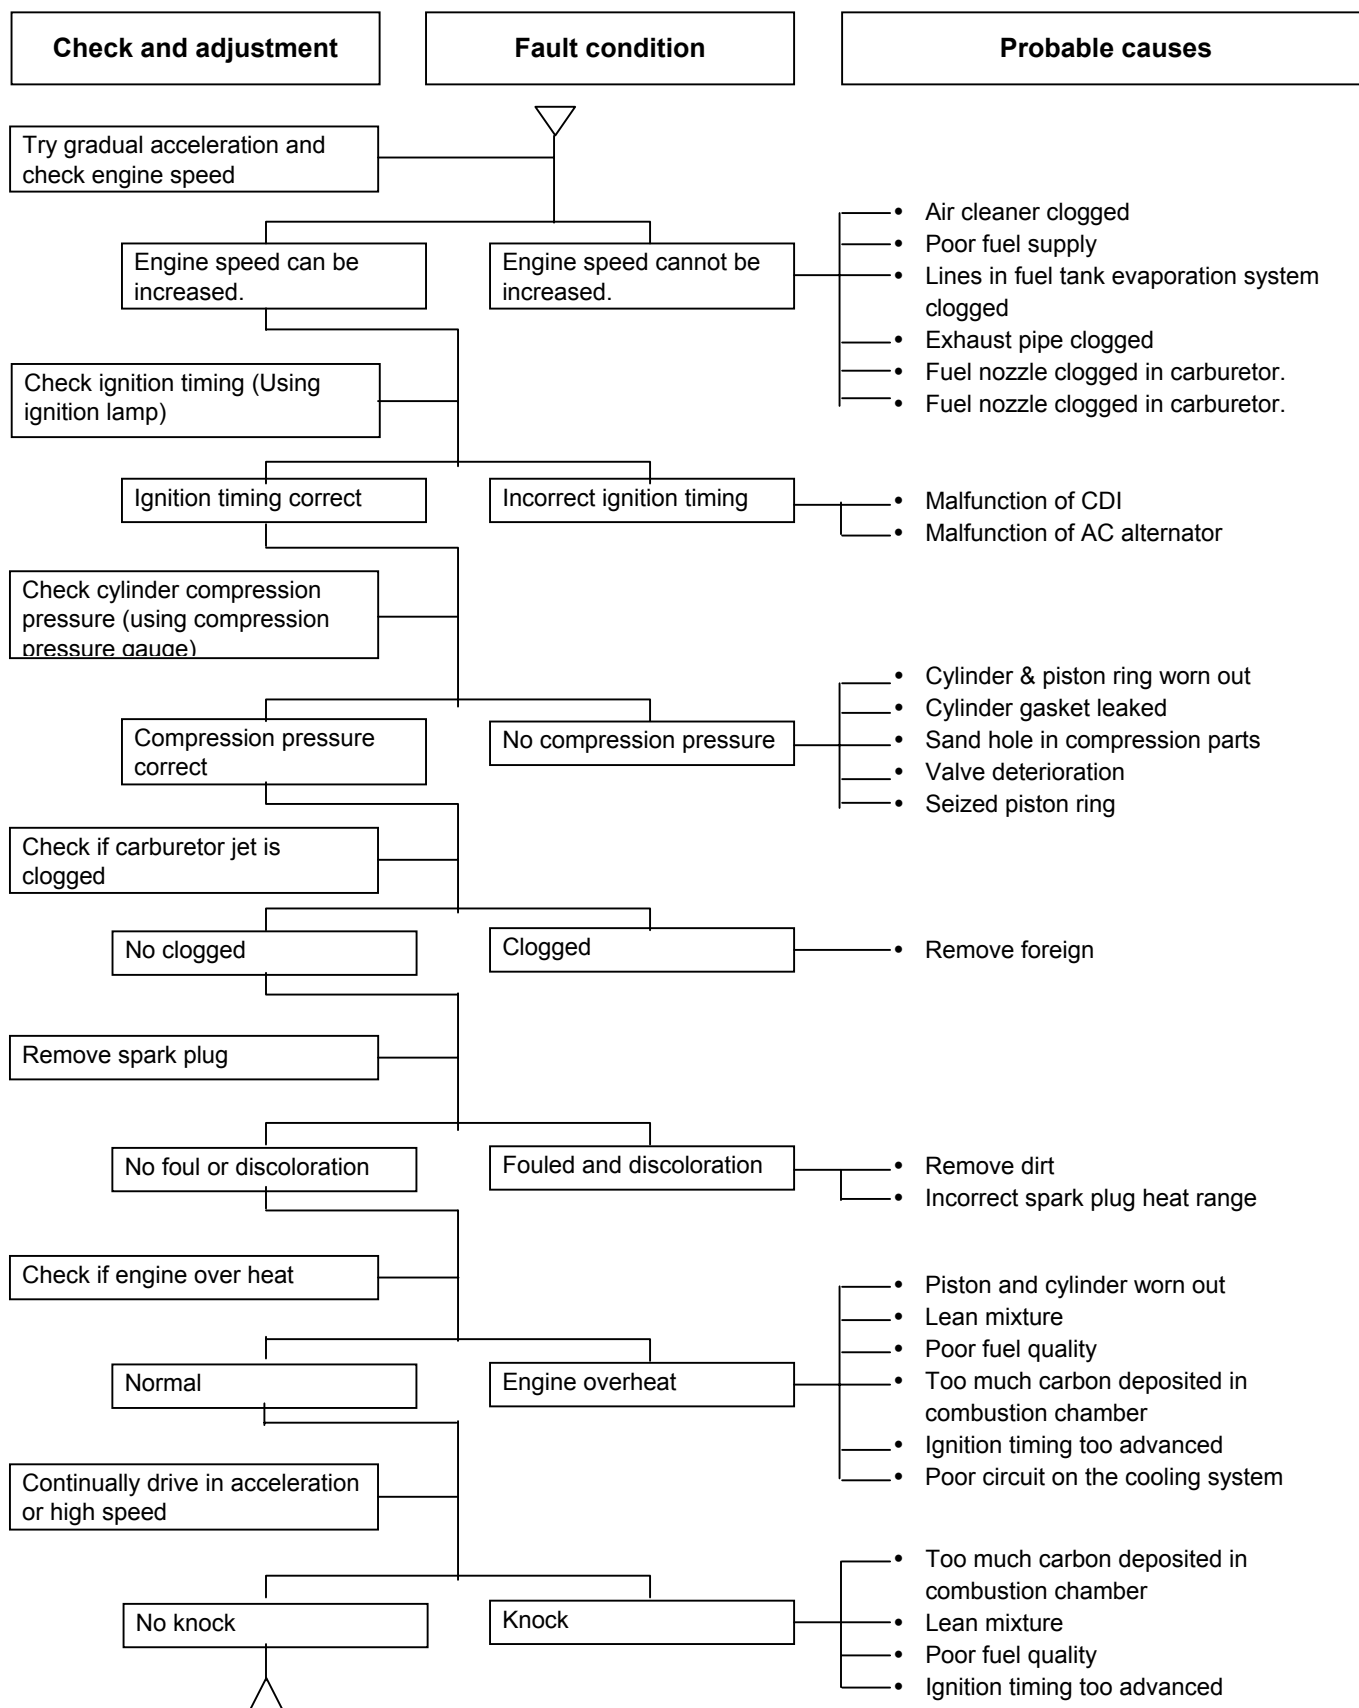 Check and adjustment
Fault condition
Probable causes
Try gradual acceleration and
check engine speed
• Air cleaner clogged
• Poor fuel supply
• Lines in fuel tank evaporation system
clogged
• Exhaust pipe clogged
• Fuel nozzle clogged in carburetor.
• Fuel nozzle clogged in carburetor.
Engine speed can be
increased.
Engine speed cannot be
increased.
Check ignition timing (Using
ignition lamp)
Ignition timing correct
Incorrect ignition timing
• Malfunction of CDI
• Malfunction of AC alternator
Check cylinder compression
pressure (using compression
pressure gauge)
• Cylinder & piston ring worn out
• Cylinder gasket leaked
• Sand hole in compression parts
• Valve deterioration
• Seized piston ring
Compression pressure
correct
No compression pressure
Check if carburetor jet is
clogged
No clogged
Clogged
• Remove foreign
Remove spark plug
No foul or discoloration
Fouled and discoloration
• Remove dirt
• Incorrect spark plug heat range
Check if engine over heat
• Piston and cylinder worn out
• Lean mixture
• Poor fuel quality
• Too much carbon deposited in
combustion chamber
• Ignition timing too advanced
• Poor circuit on the cooling system
Normal
Engine overheat
Continually drive in acceleration
or high speed
• Too much carbon deposited in
combustion chamber
• Lean mixture
• Poor fuel quality
• Ignition timing too advanced
No knock
Knock